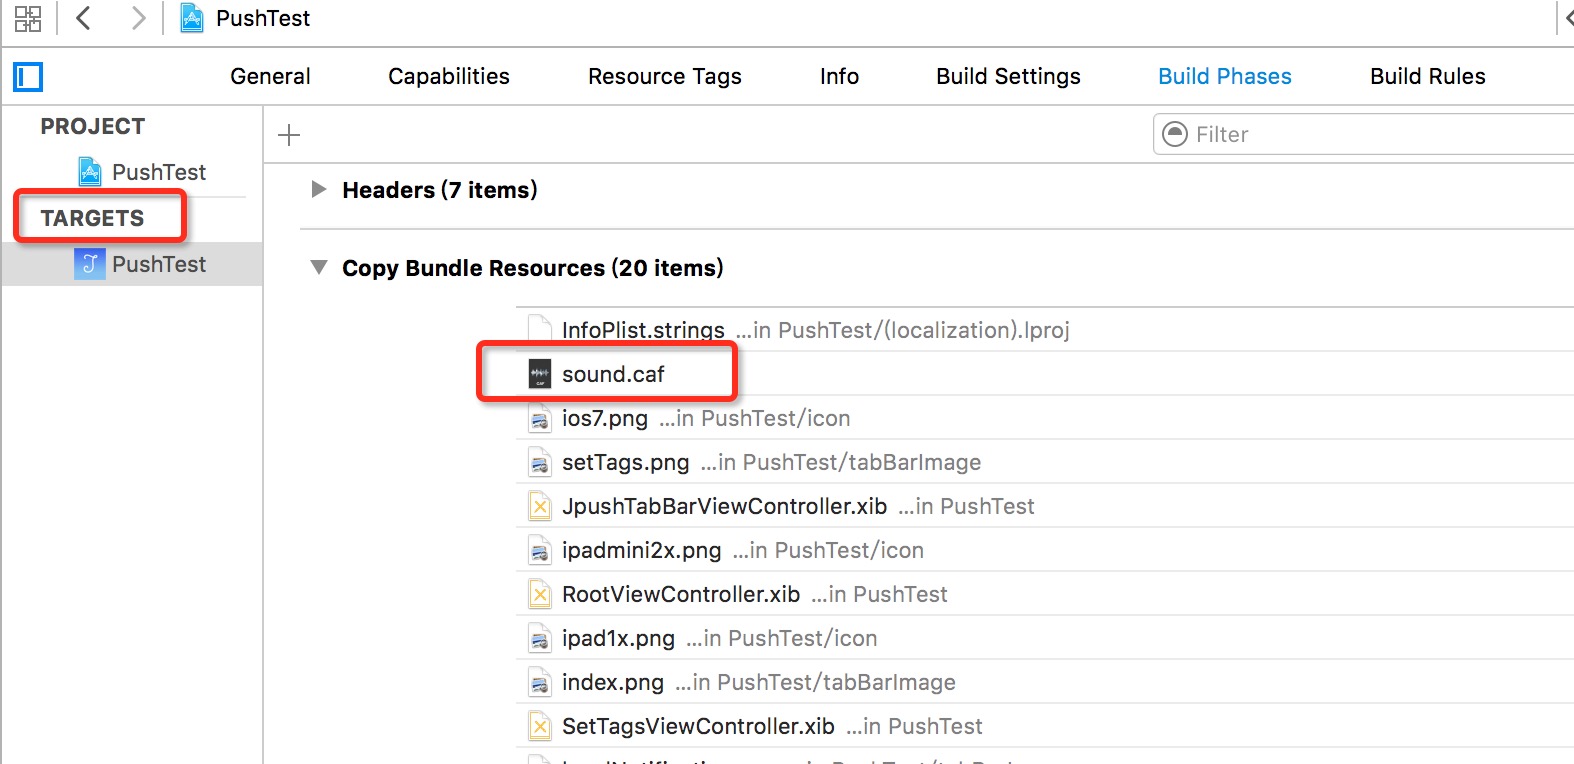 PushTest
General Capabilities Resource Tags Info Build Settings Build Phases Build Rules
PROJECT
PushTest
TARGETS
PushTest
Filter
Headers (7 items)
Copy Bundle Resources (20 items)
InfoPlist.strings ...in PushTest/(localization).lproj
sound.caf
ios7.png ...in PushTest/icon
setTags.png ...in PushTest/tabBarImage
JpushTabBarViewController.xib ...in PushTest
ipadmini2x.png ...in PushTest/icon
RootViewController.xib ...in PushTest
ipad1x.png ...in PushTest/icon
index.png ...in PushTest/tabBarImage
SetTagsViewController.xib ...in PushTest